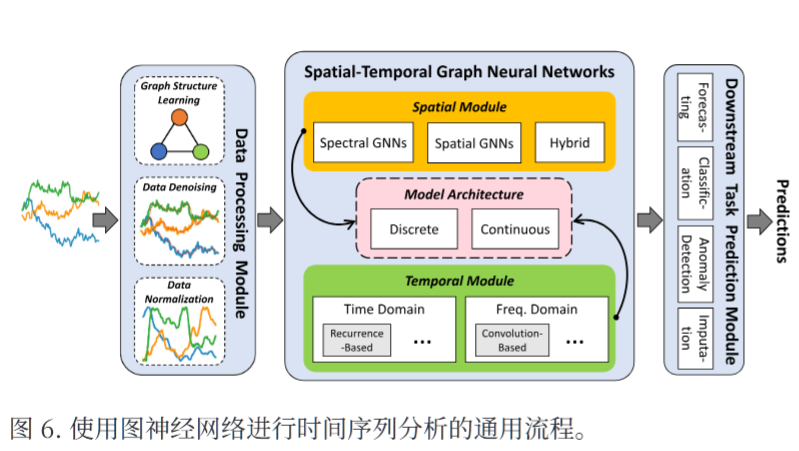 Graph Structure
Learning
Data Denoising
Data
Normalization
Data Processing Module
Spatial-Temporal Graph Neural Networks
Spatial Module
Spectral GNNs
Spatial GNNs
Hybrid
Model Architecture
Discrete
Continuous
Temporal Module
Time Domain
Recurrence
-Based
...
Freq. Domain
Convolution-
Based
...
Forecas-
ting
Classific-
ation
Anomaly
Detection
Imputa-
tion
Downstream Task Prediction Module
Predictions
图 6. 使用图神经网络进行时间序列分析的通用流程。